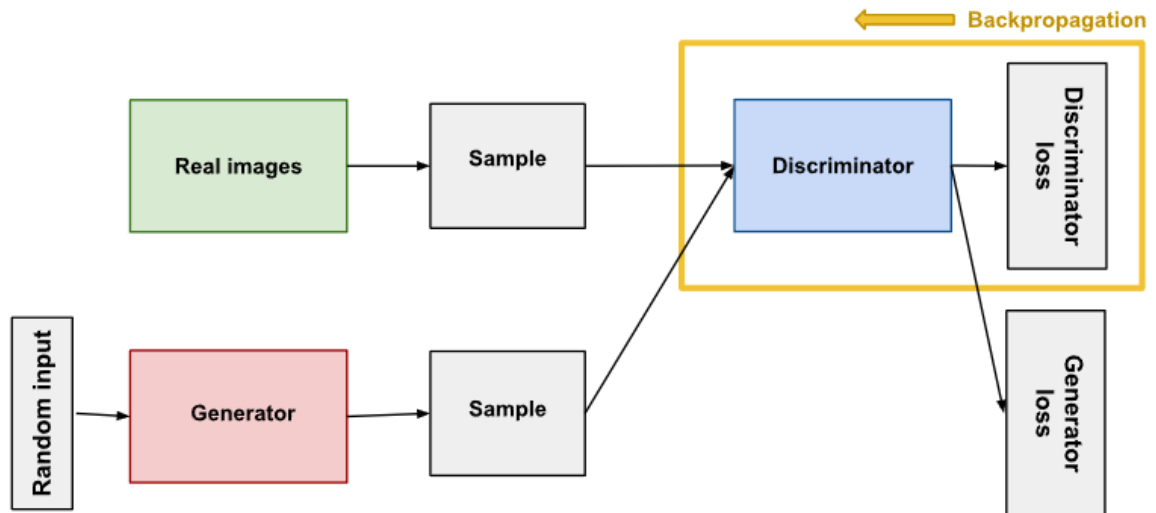 Backpropagation
Real images
Sample
Discriminator
Discriminator
loss
Random input
Generator
Sample
Generator
loss